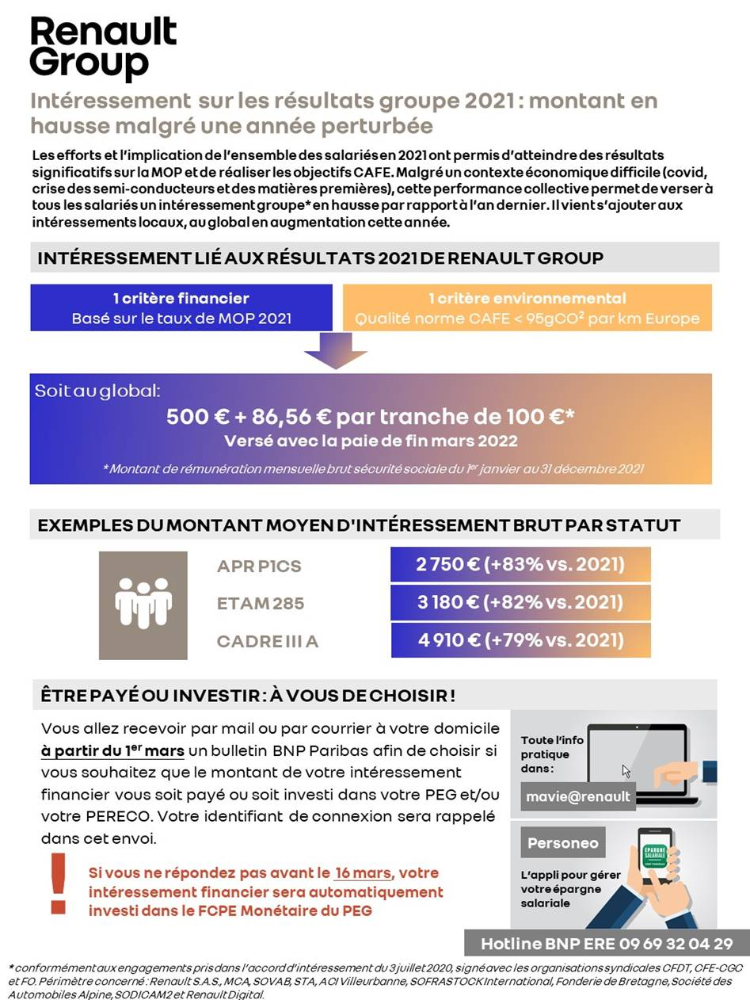 Renault
Group
Intéressement sur les résultats groupe 2021 : montant en
hausse malgré une année perturbée
Les efforts et l’implication de l’ensemble des salariés en 2021 ont permis d’atteindre des résultats
significatifs sur la MOP et de réaliser les objectifs CAFE. Malgré un contexte économique difficile (covid,
crise des semi-conducteurs et des matières premières), cette performance collective permet de verser à
tous les salariés un intéressement groupe* en hausse par rapport à l’an dernier. Il vient s’ajouter aux
intéressements locaux, au global en augmentation cette année.
INTÉRESSEMENT LIÉ AUX RÉSULTATS 2021 DE RENAULT GROUP
1 critère financier
Basé sur le taux de MOP 2021
1 critère environnemental
Qualité norme CAFE < 95gCO² par km Europe
Soit au global:
500 € + 86,56 € par tranche de 100 €*
Versé avec la paie de fin mars 2022
* Montant de rémunération mensuelle brut sécurité sociale du 1er janvier au 31 décembre 2021
EXEMPLES DU MONTANT MOYEN D'INTÉRESSEMENT BRUT PAR STATUT
APR P1CS
2 750 € (+83% vs. 2021)
ETAM 285
3 180 € (+82% vs. 2021)
CADRE III A
4 910 € (+79% vs. 2021)
ÊTRE PAYÉ OU INVESTIR : À VOUS DE CHOISIR !
Vous allez recevoir par mail ou par courrier à votre domicile
à partir du 1er mars un bulletin BNP Paribas afin de choisir si
vous souhaitez que le montant de votre intéressement
financier vous soit payé ou soit investi dans votre PEG et/ou
votre PERECO. Votre identifiant de connexion sera rappelé
dans cet envoi.
!
Si vous ne répondez pas avant le 16 mars, votre
intéressement financier sera automatiquement
investi dans le FCPE Monétaire du PEG
Toute l’info
pratique
dans :
mavie@renault
Personeo
L’appli pour gérer
votre épargne
salariale
ÉPARGNE
SALARIALE
BNP PARIBAS
Hotline BNP ERE 09 69 32 04 29
* conformément aux engagements pris dans l’accord d’intéressement du 3 juillet 2020, signé avec les organisations syndicales CFDT, CFE-CGC
et FO. Périmètre concerné : Renault S.A.S., MCA, SOVAB, STA, ACI Villeurbanne, SOFRASTOCK International, Fonderie de Bretagne, Société des
Automobiles Alpine, SODICAM2 et Renault Digital.